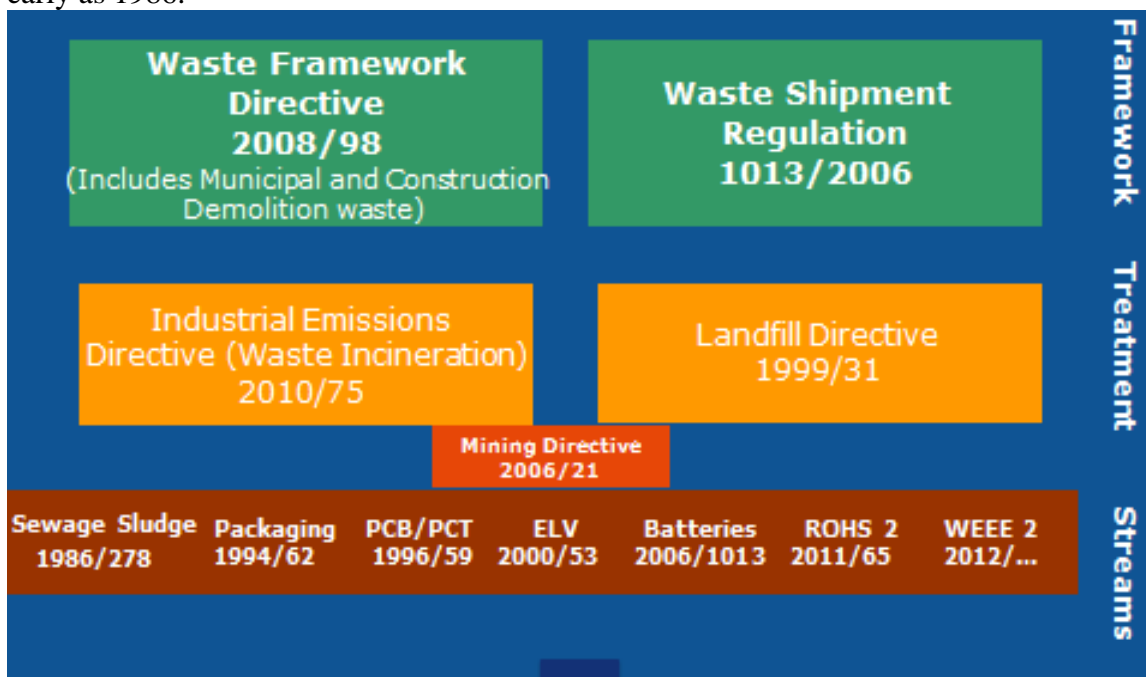 early as 1986.
Waste Framework
Directive
2008/98
(Includes Municipal and Construction
Demolition waste)
Waste Shipment
Regulation
1013/2006
Framework
Industrial Emissions
Directive (Waste Incineration)
2010/75
Landfill Directive
1999/31
Treatment
Mining Directive
2006/21
Sewage Sludge
1986/278
Packaging
1994/62
PCB/PCT
1996/59
ELV
2000/53
Batteries
2006/1013
ROHS 2
2011/65
WEEE 2
2012/...
Streams